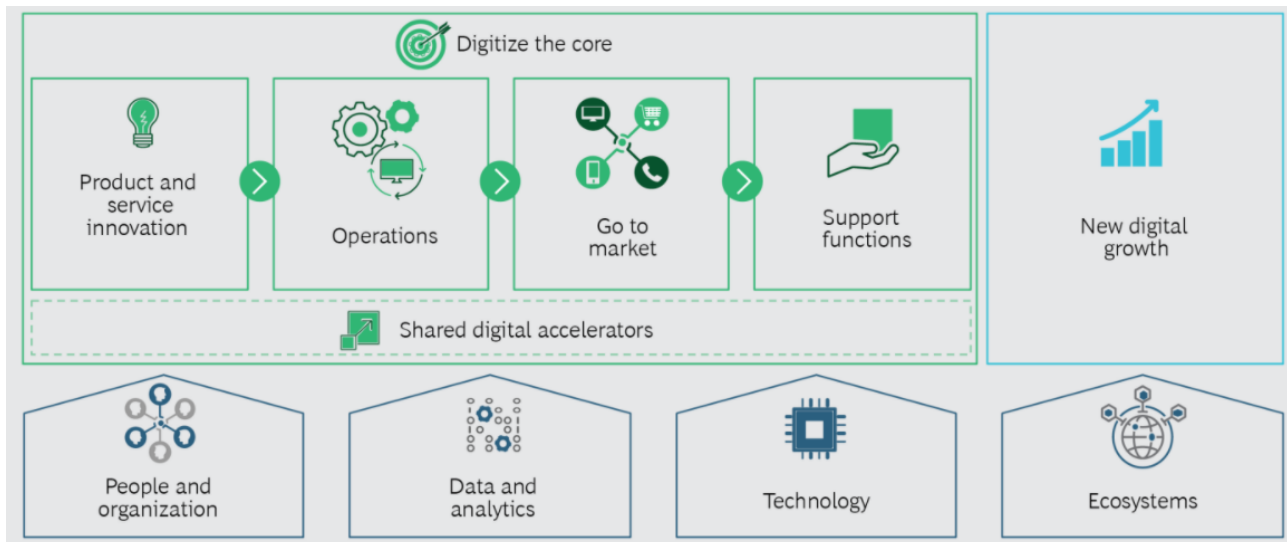 Digitize the core
Product and
service
innovation
Operations
Go to
market
Support
functions
New digital
growth
Shared digital accelerators
People and
organization
Data and
analytics
Technology
Ecosystems